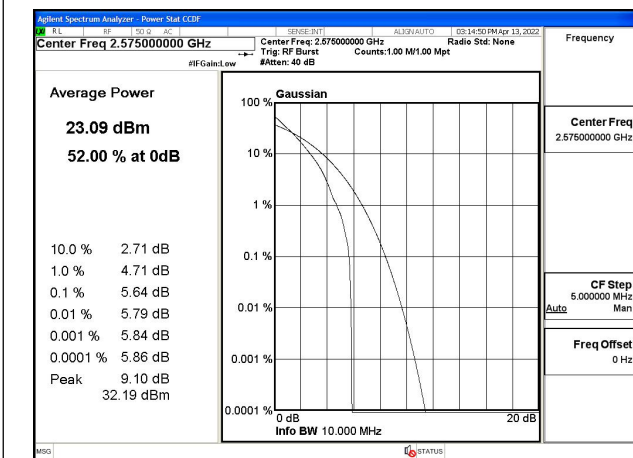 Agilent Spectrum Analyzer - Power Stat CCDF
RL RF 50 Ω AC SENSE:INT ALIGNAUTO 03:14:50 PM Apr 13, 2022
Center Freq 2.575000000 GHz
Center Freq: 2.575000000 GHz Radio Std: None
Trig: RF Burst Counts:1.00 M/1.00 Mpt
#IFGain:Low #Atten: 40 dB
Frequency
Average Power
23.09 dBm
52.00 % at 0dB
10.0 % 2.71 dB
1.0 % 4.71 dB
0.1 % 5.64 dB
0.01 % 5.79 dB
0.001 % 5.84 dB
0.0001 % 5.86 dB
Peak 9.10 dB
32.19 dBm
Gaussian
100 %
10 %
1 %
0.1 %
0.01 %
0.001 %
0.0001 %
0 dB 20 dB
Info BW 10.000 MHz
Center Freq
2.575000000 GHz
CF Step
5.000000 MHz
Auto Man
Freq Offset
0 Hz
MSG STATUS